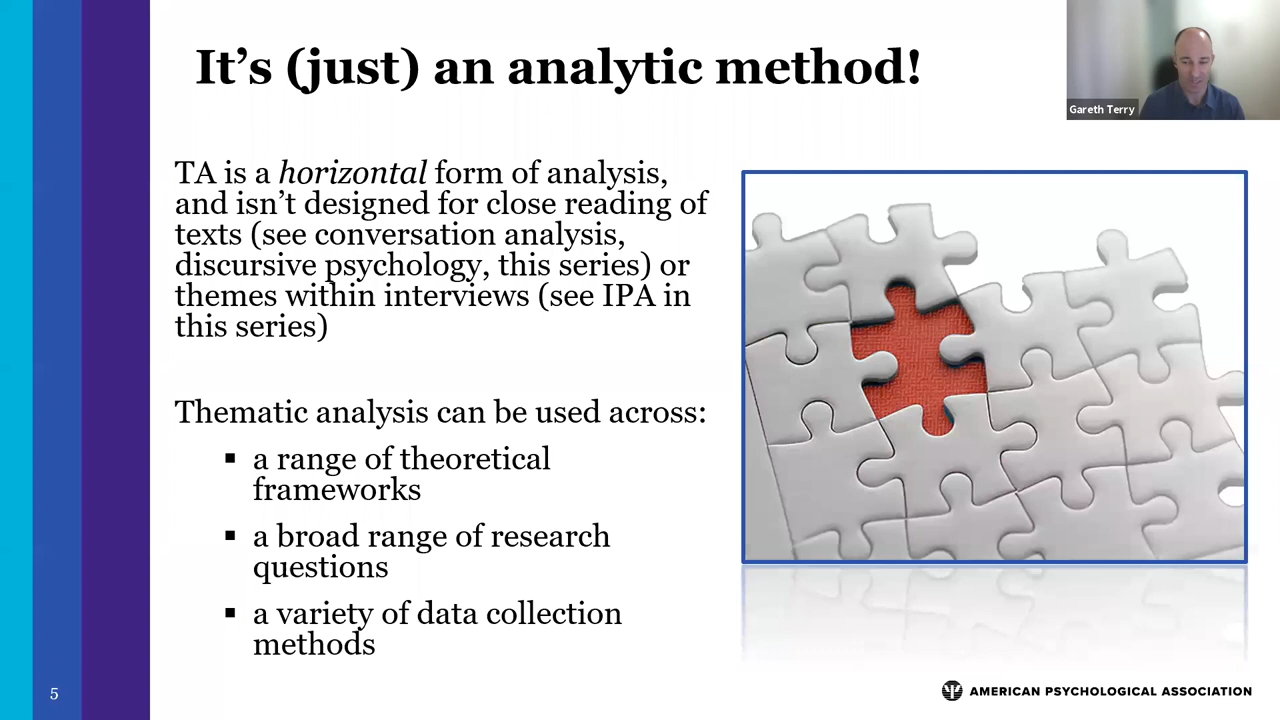 It’s (just) an analytic method!
Gareth Terry
TA is a horizontal form of analysis,
and isn’t designed for close reading of
texts (see conversation analysis,
discursive psychology, this series) or
themes within interviews (see IPA in
this series)
Thematic analysis can be used across:
▪ a range of theoretical
frameworks
▪ a broad range of research
questions
▪ a variety of data collection
methods
5
AMERICAN PSYCHOLOGICAL ASSOCIATION